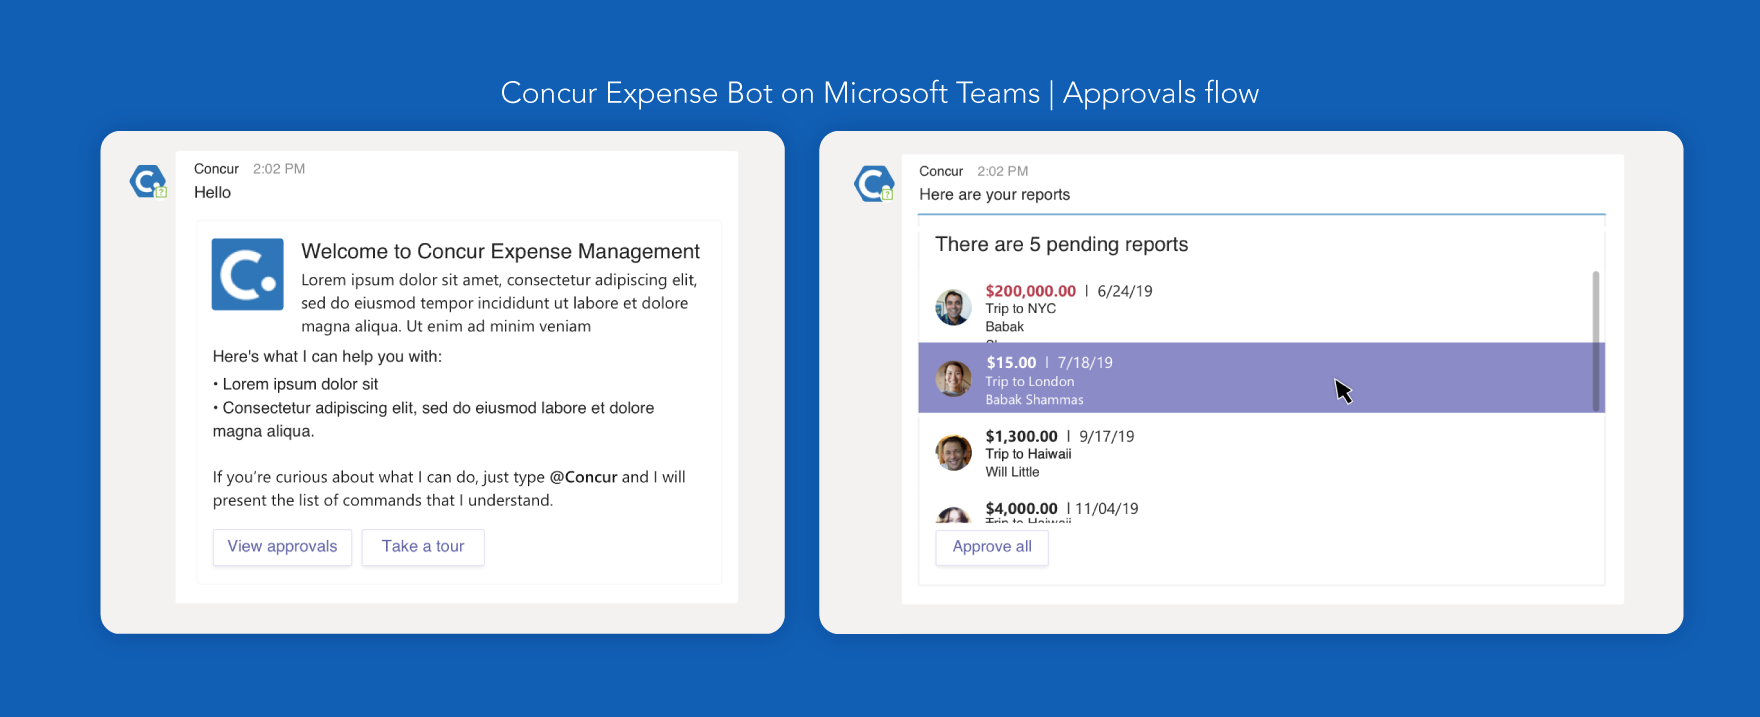 Concur Expense Bot on Microsoft Teams | Approvals flow
Concur 2:02 PM
Hello
Welcome to Concur Expense Management
Lorem ipsum dolor sit amet, consectetur adipiscing elit,
sed do eiusmod tempor incididunt ut labore et dolore
magna aliqua. Ut enim ad minim veniam
Here's what I can help you with:
• Lorem ipsum dolor sit
• Consectetur adipiscing elit, sed do eiusmod labore et dolore
magna aliqua.
If you're curious about what I can do, just type @Concur and I will
present the list of commands that I understand.
View approvals Take a tour
Concur 2:02 PM
Here are your reports
There are 5 pending reports
$200,000.00 | 6/24/19
Trip to NYC
Babak
$15.00 | 7/18/19
Trip to London
Babak Shammas
$1,300.00 | 9/17/19
Trip to Haiwaii
Will Little
$4,000.00 | 11/04/19
Trip to Haiwaii
Approve all